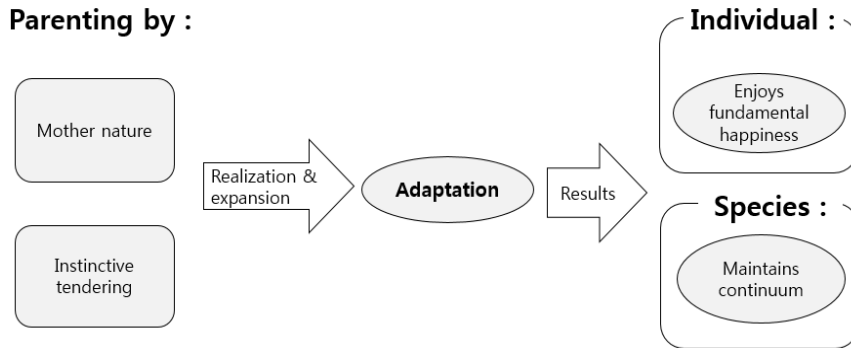 Parenting by :
Mother nature
Instinctive
tendering
Realization &
expansion
Adaptation
Results
Individual :
Enjoys
fundamental
happiness
Species :
Maintains
continuum